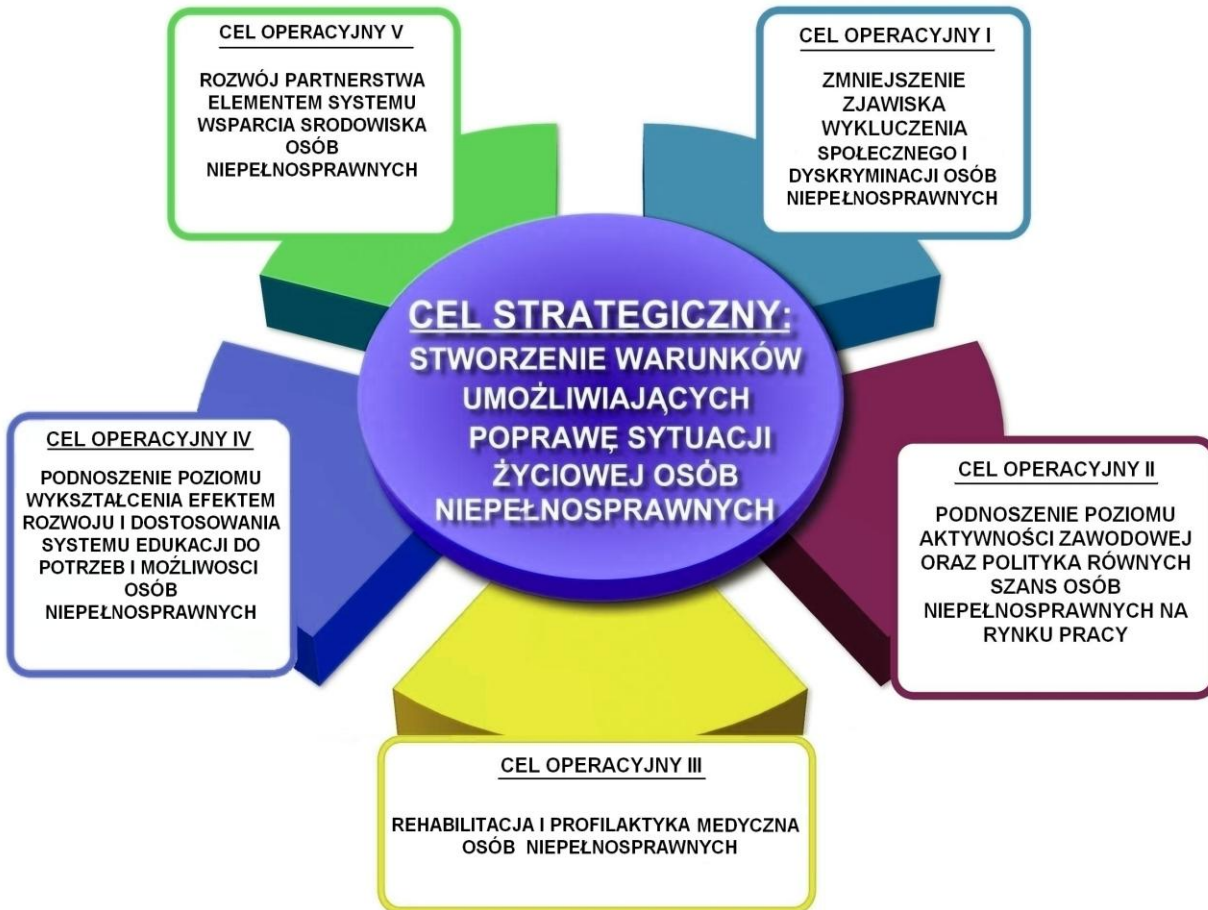 CEL OPERACYJNY V
ROZWÓJ PARTNERSTWA
ELEMENTEM SYSTEMU
WSPARCIA SRODOWISKA
OSÓB
NIEPEŁNOSPRAWNYCH
CEL OPERACYJNY I
ZMNIEJSZENIE
ZJAWISKA
WYKLUCZENIA
SPOŁECZNEGO I
DYSKRYMINACJI OSÓB
NIEPEŁNOSPRAWNYCH
CEL STRATEGICZNY:
STWORZENIE WARUNKÓW
UMOŻLIWIAJĄCYCH
POPRAWĘ SYTUACJI
ŻYCIOWEJ OSÓB
NIEPEŁNOSPRAWNYCH
CEL OPERACYJNY IV
PODNOSZENIE POZIOMU
WYKSZTAŁCENIA EFEKTEM
ROZWOJU I DOSTOSOWANIA
SYSTEMU EDUKACJI DO
POTRZEB I MOŻLIWOSCI
OSÓB
NIEPEŁNOSPRAWNYCH
CEL OPERACYJNY II
PODNOSZENIE POZIOMU
AKTYWNOŚCI ZAWODOWEJ
ORAZ POLITYKA RÓWNYCH
SZANS OSÓB
NIEPEŁNOSPRAWNYCH NA
RYNKU PRACY
CEL OPERACYJNY III
REHABILITACJA I PROFILAKTYKA MEDYCZNA
OSÓB NIEPEŁNOSPRAWNYCH